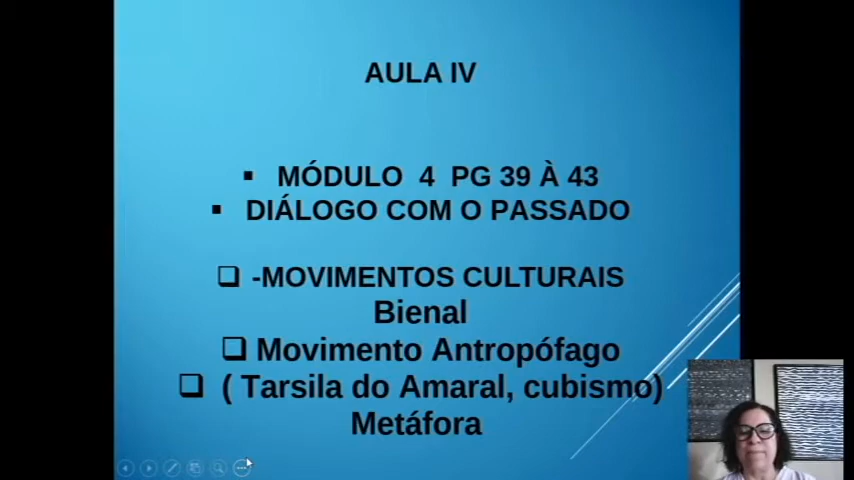 AULA IV
▪ MÓDULO 4 PG 39 À 43
▪ DIÁLOGO COM O PASSADO
❑ -MOVIMENTOS CULTURAIS
Bienal
❑ Movimento Antropófago
❑ ( Tarsila do Amaral, cubismo)
Metáfora